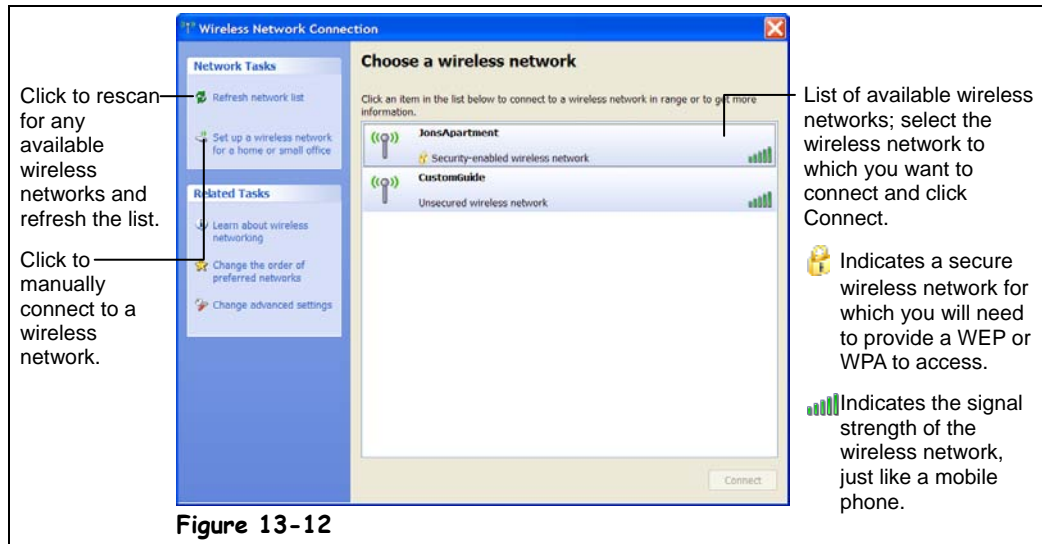 Click to rescan
for any
available
wireless
networks and
refresh the list.
Click to
manually
connect to a
wireless
network.
Wireless Network Connection
Network Tasks
Refresh network list
Set up a wireless network
for a home or small office
Related Tasks
Learn about wireless
networking
Change the order of
preferred networks
Change advanced settings
Choose a wireless network
Click an item in the list below to connect to a wireless network in range or to get more
information.
JonsApartment
Security-enabled wireless network
CustomGuide
Unsecured wireless network
Connect
List of available wireless
networks; select the
wireless network to
which you want to
connect and click
Connect.
Indicates a secure
wireless network for
which you will need
to provide a WEP or
WPA to access.
Indicates the signal
strength of the
wireless network,
just like a mobile
phone.
Figure 13-12